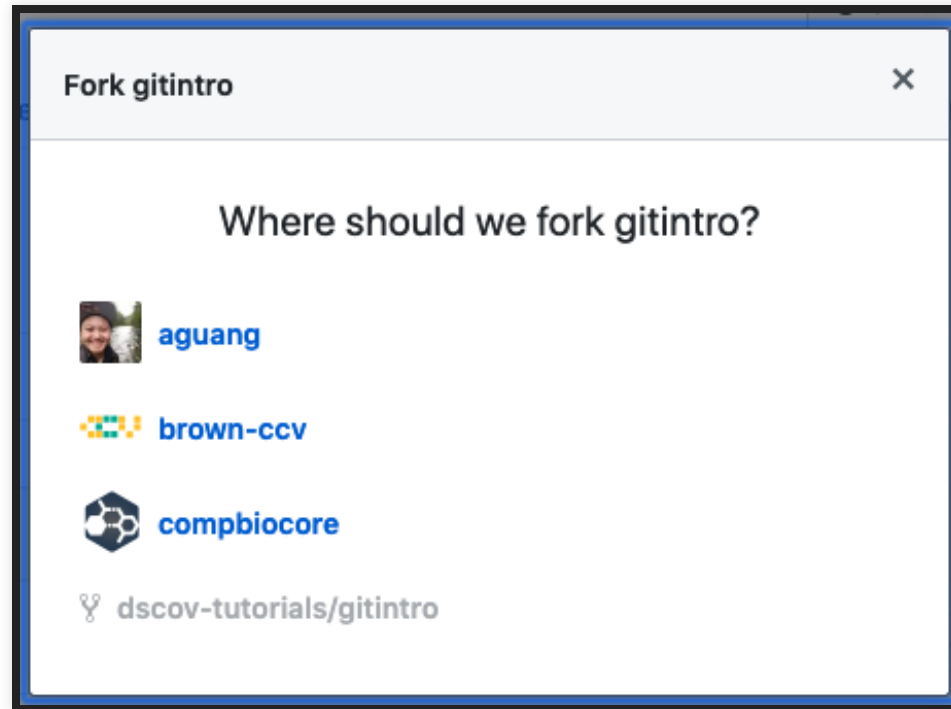 Fork gitintro
Where should we fork gitintro?
aguang
brown-ccv
compbiocore
dscov-tutorials/gitintro